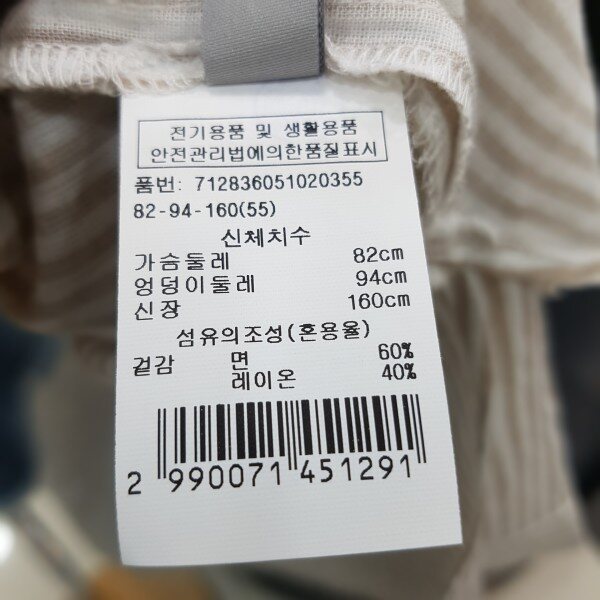 전기용품 및 생활용품
안전관리법에의한품질표시
품번: 712836051020355
82-94-160(55)
신체치수
가슴둘레 82cm
엉덩이둘레 94cm
신장 160cm
섬유의조성(혼용율)
겉감 면 60%
레이온 40%
2 990071 451291